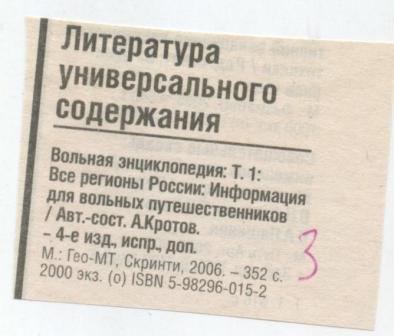 Литература
универсального
содержания
Вольная энциклопедия: Т. 1:
Все регионы России: Информация
для вольных путешественников
/ Авт.-сост. А.Кротов.
– 4-е изд, испр., доп.
М.: Гео-МТ, Скринти, 2006. – 352 с.
2000 экз. (о) ISBN 5-98296-015-2
3